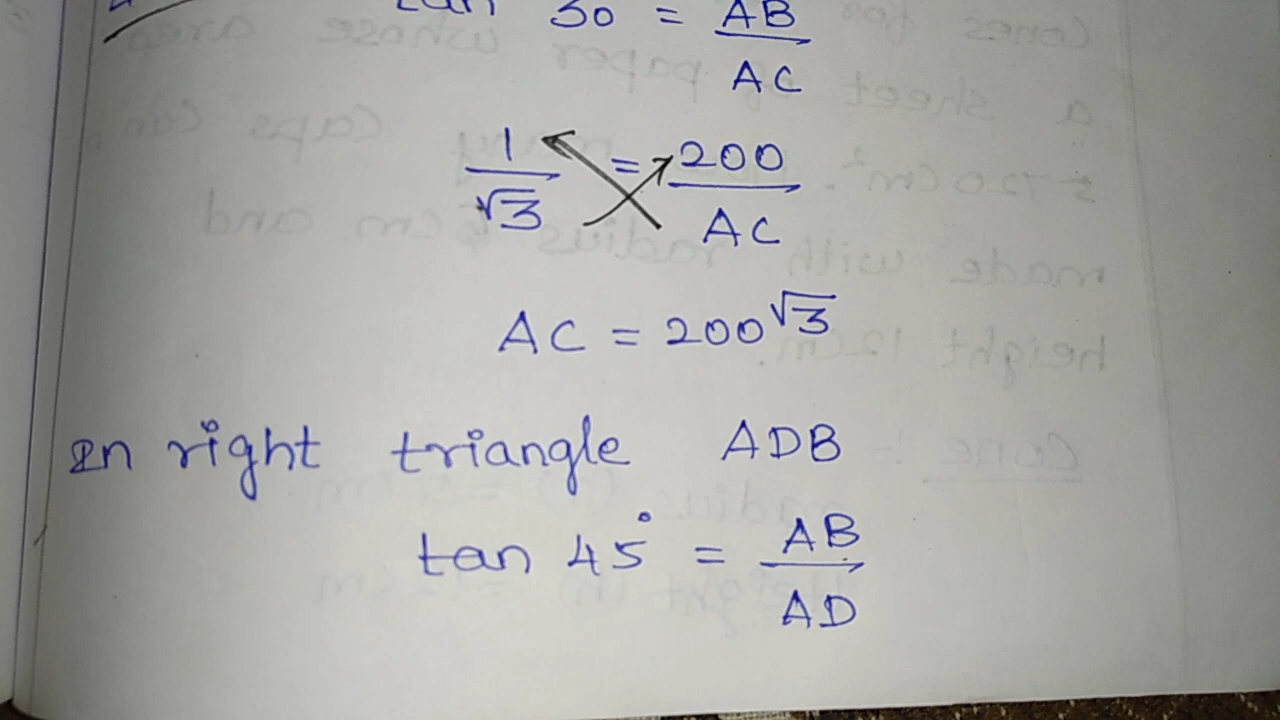 tan 30 = AB/AC
1/√3 = 200/AC
AC = 200√3
In right triangle ADB
tan 45° = AB/AD